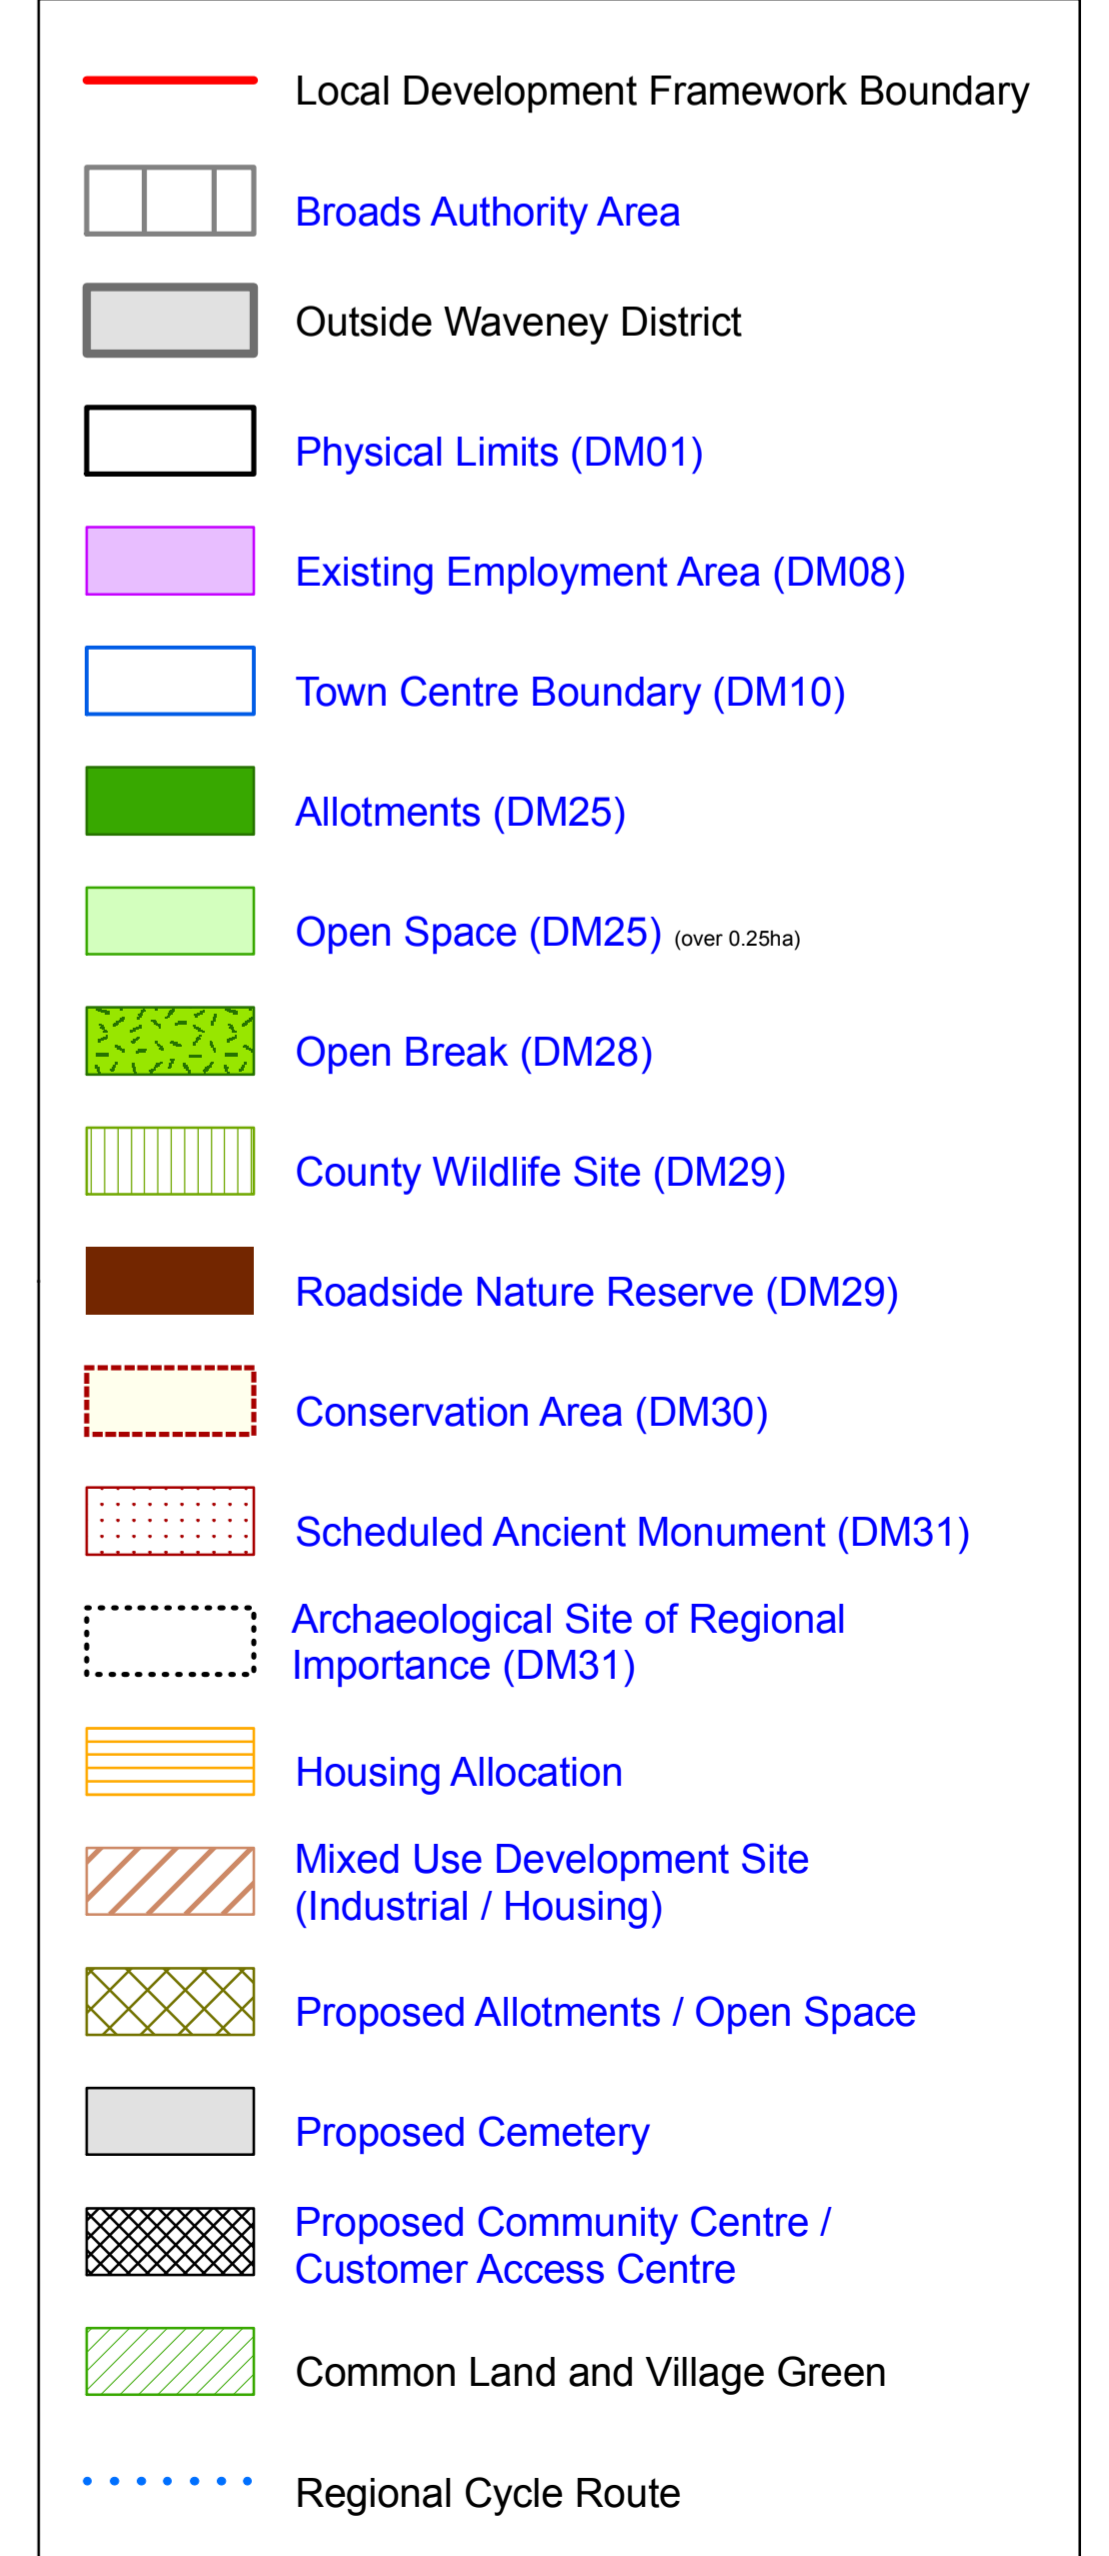 Local Development Framework Boundary
Broads Authority Area
Outside Waveney District
Physical Limits (DM01)
Existing Employment Area (DM08)
Town Centre Boundary (DM10)
Allotments (DM25)
Open Space (DM25) (over 0.25ha)
Open Break (DM28)
County Wildlife Site (DM29)
Roadside Nature Reserve (DM29)
Conservation Area (DM30)
Scheduled Ancient Monument (DM31)
Archaeological Site of Regional
Importance (DM31)
Housing Allocation
Mixed Use Development Site
(Industrial / Housing)
Proposed Allotments / Open Space
Proposed Cemetery
Proposed Community Centre /
Customer Access Centre
Common Land and Village Green
Regional Cycle Route